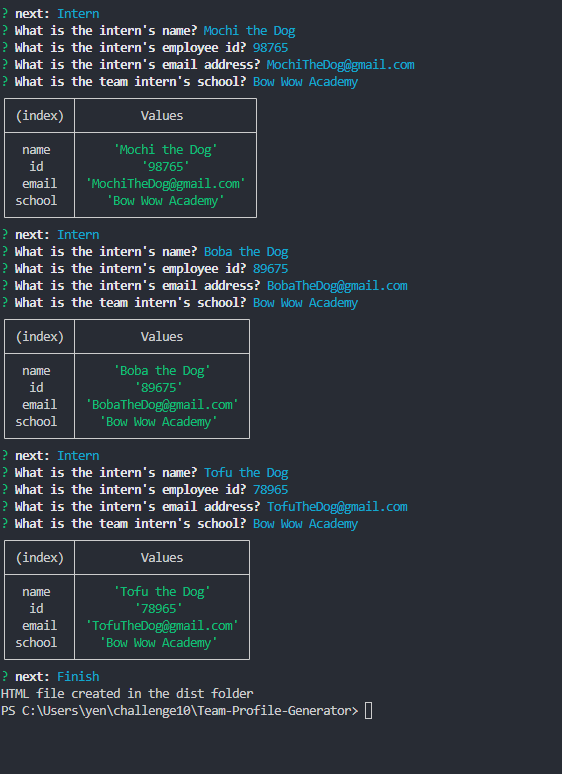 ? next: Intern
? What is the intern's name? Mochi the Dog
? What is the intern's employee id? 98765
? What is the intern's email address? MochiTheDog@gmail.com
? What is the team intern's school? Bow Wow Academy
(index) Values
name 'Mochi the Dog'
id '98765'
email 'MochiTheDog@gmail.com'
school 'Bow Wow Academy'
? next: Intern
? What is the intern's name? Boba the Dog
? What is the intern's employee id? 89675
? What is the intern's email address? BobaTheDog@gmail.com
? What is the team intern's school? Bow Wow Academy
(index) Values
name 'Boba the Dog'
id '89675'
email 'BobaTheDog@gmail.com'
school 'Bow Wow Academy'
? next: Intern
? What is the intern's name? Tofu the Dog
? What is the intern's employee id? 78965
? What is the intern's email address? TofuTheDog@gmail.com
? What is the team intern's school? Bow Wow Academy
(index) Values
name 'Tofu the Dog'
id '78965'
email 'TofuTheDog@gmail.com'
school 'Bow Wow Academy'
? next: Finish
HTML file created in the dist folder
PS C:\Users\yen\challenge10\Team-Profile-Generator>